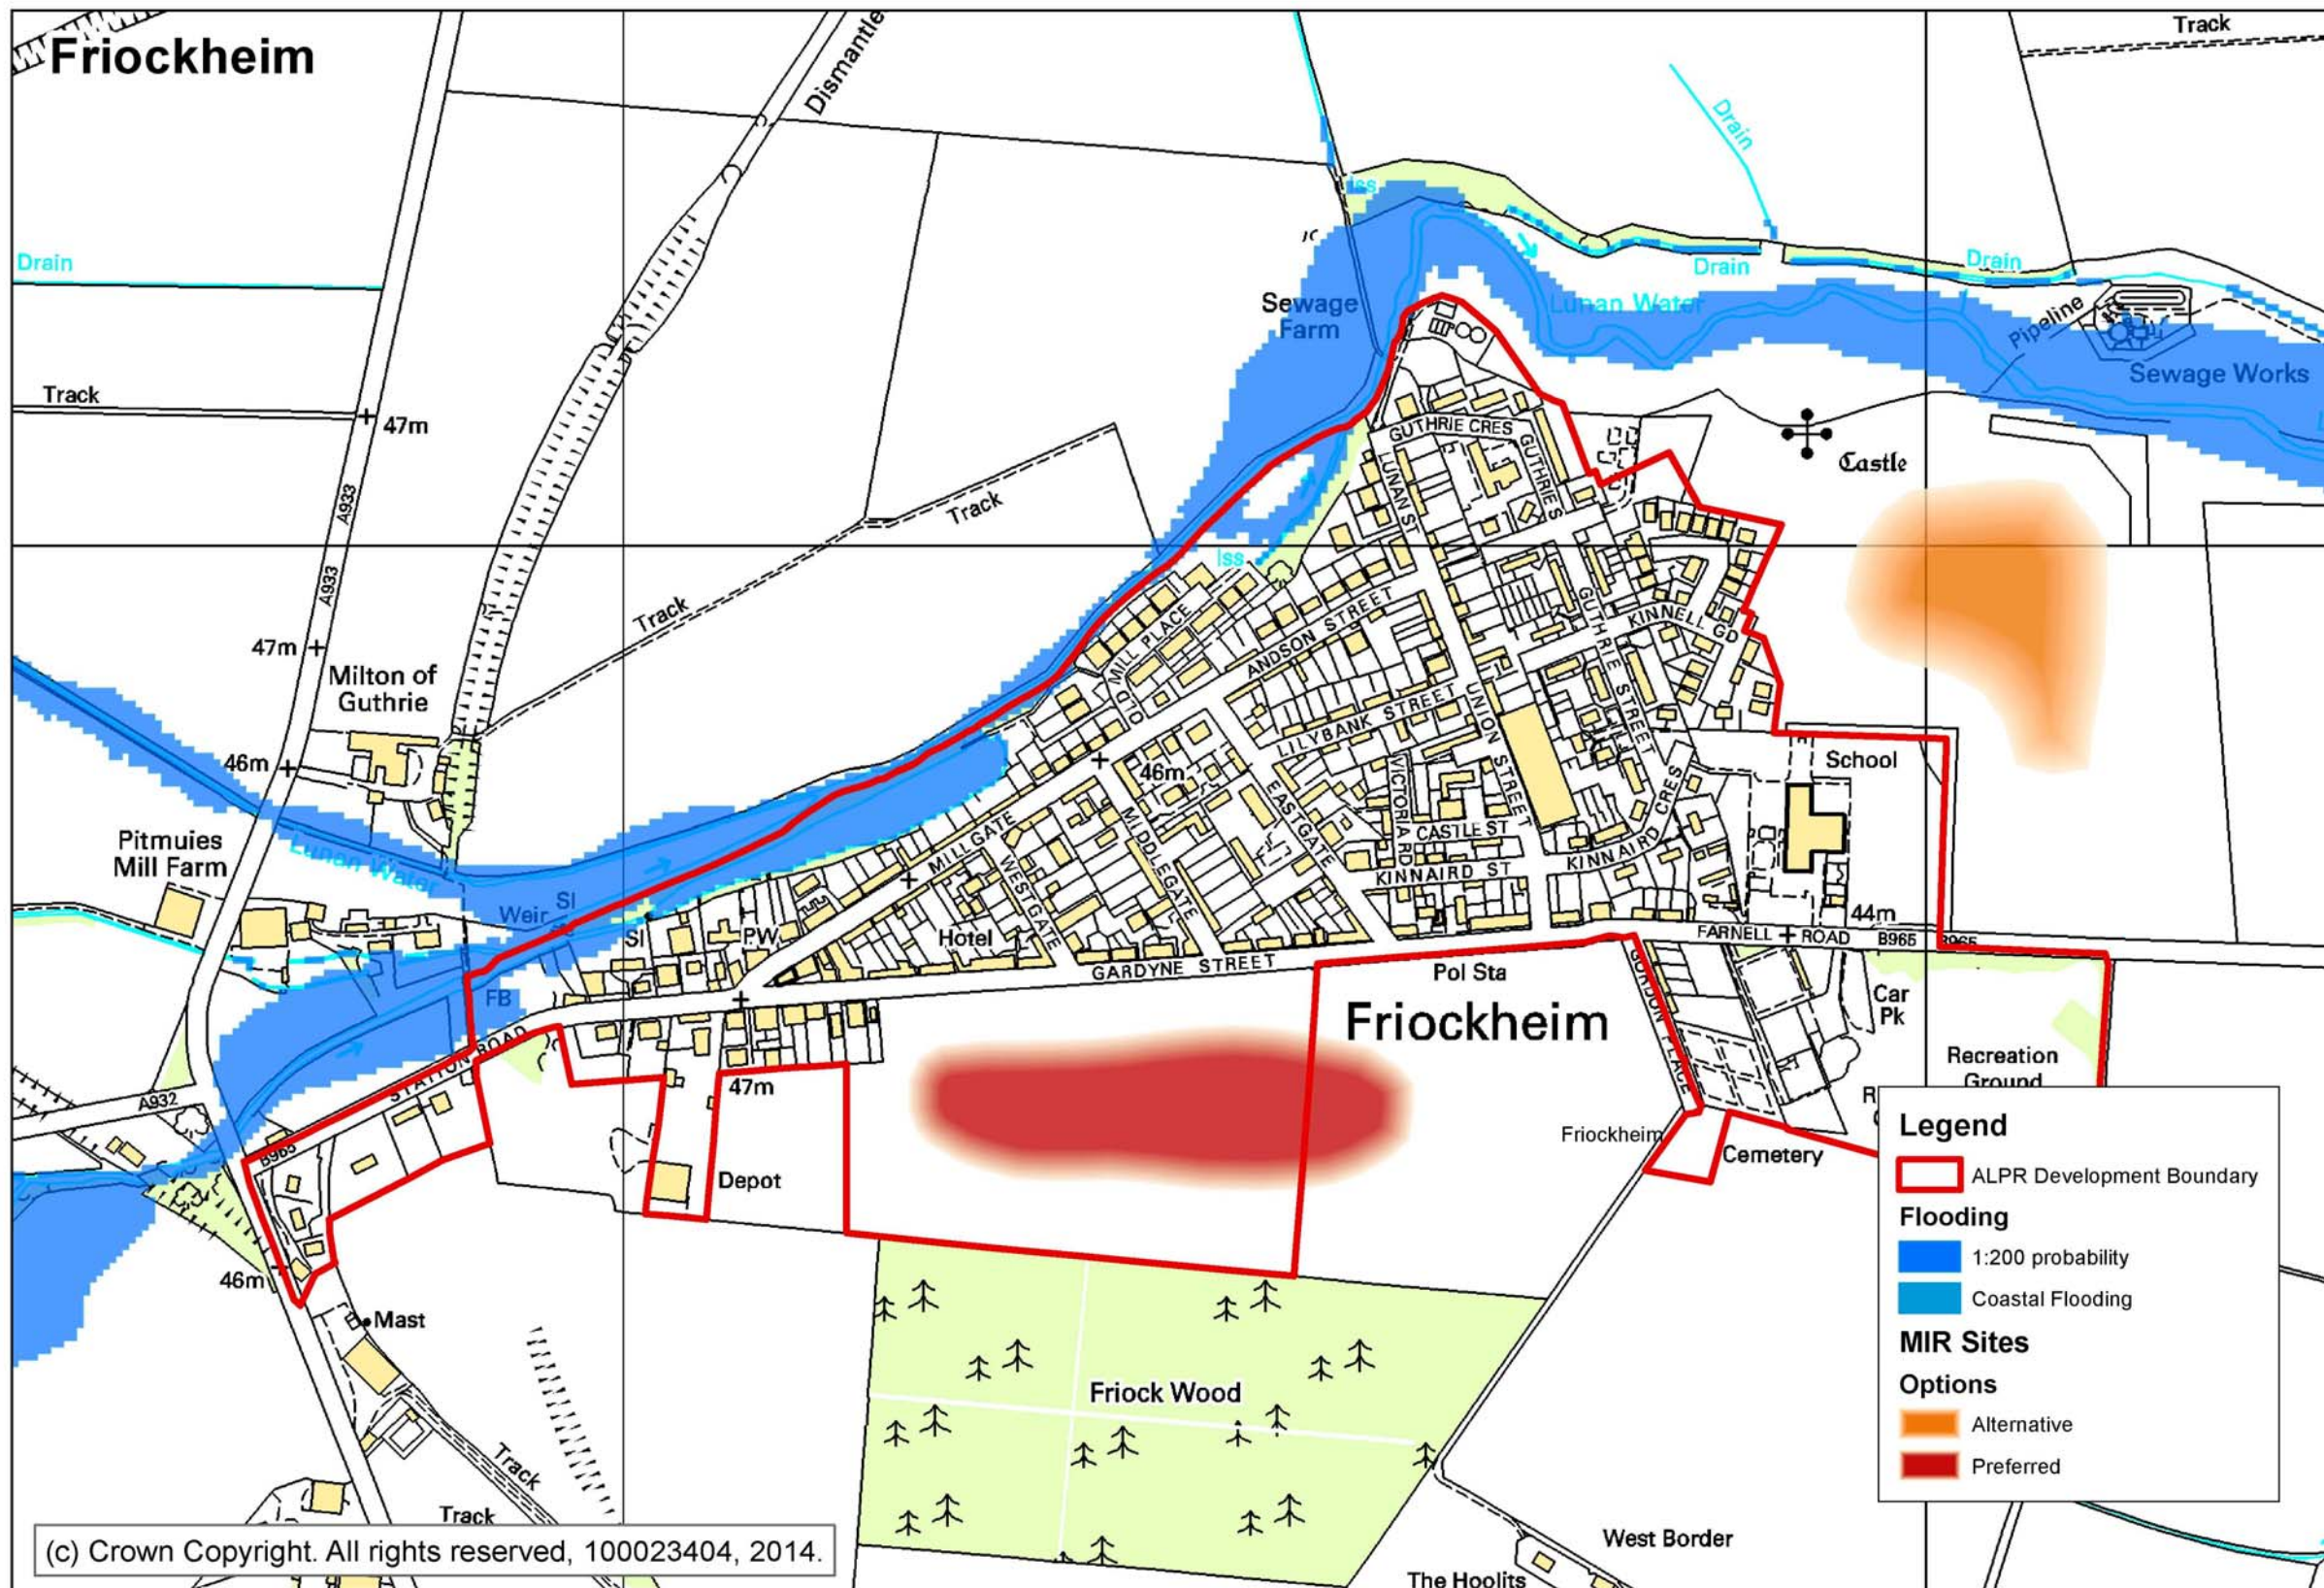 Friockheim
Dismantle
Track
Drain
Drain
Iss
Drain
Drain
Lunan Water
Sewage
Farm
Pipeline
Sewage Works
Track
47m
A933
GUTHRIE CRES
GUTHRIE S
LUNAN ST
Castle
Track
Iss
A933
Track
47m
Milton of
Guthrie
MILL PLACE
OLD
ANDSON STREET
KINNELL GD
GUTHRIE STREET
LILYBANK STREET
UNION STREET
46m
46m
School
VICTORIA RD
EASTGATE
MIDDLEGATE
CASTLE ST
KINNAIRD CRES
KINNAIRD ST
Pitmuies
Mill Farm
Lunan Water
MILLGATE
WESTGATE
Weir
Sl
Sl
PW
Hotel
44m
FARNELL ROAD
B965
B965
GARDYNE STREET
Pol Sta
FB
GORDON PLACE
Car
Pk
Friockheim
STATION ROAD
47m
Recreation
Ground
A932
R
B965
Depot
Friockheim
Cemetery
46m
Mast
Friock Wood
Track
Track
West Border
The Hoolits
Legend
ALPR Development Boundary
Flooding
1:200 probability
Coastal Flooding
MIR Sites
Options
Alternative
Preferred
(c) Crown Copyright. All rights reserved, 100023404, 2014.